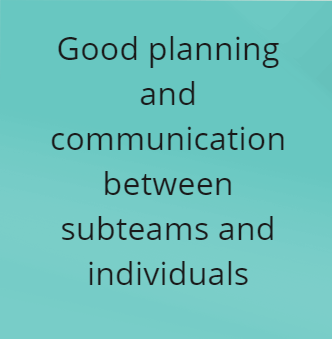 Good planning
and
communication
between
subteams and
individuals